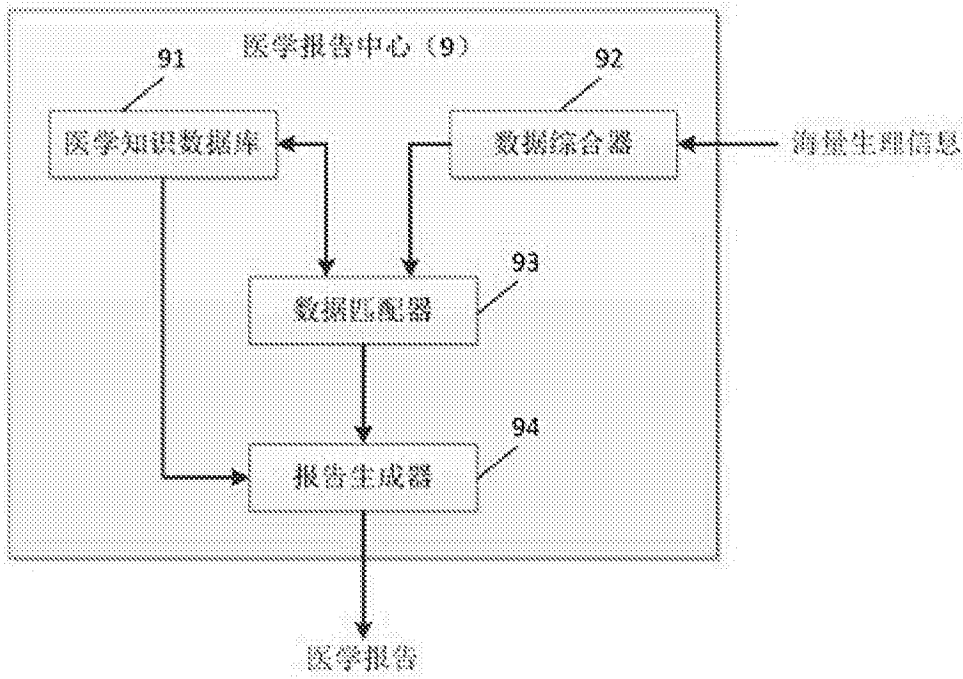 医学报告中心（9）
91
92
医学知识数据库
数据综合器
海量生理信息
93
数据匹配器
94
报告生成器
医学报告